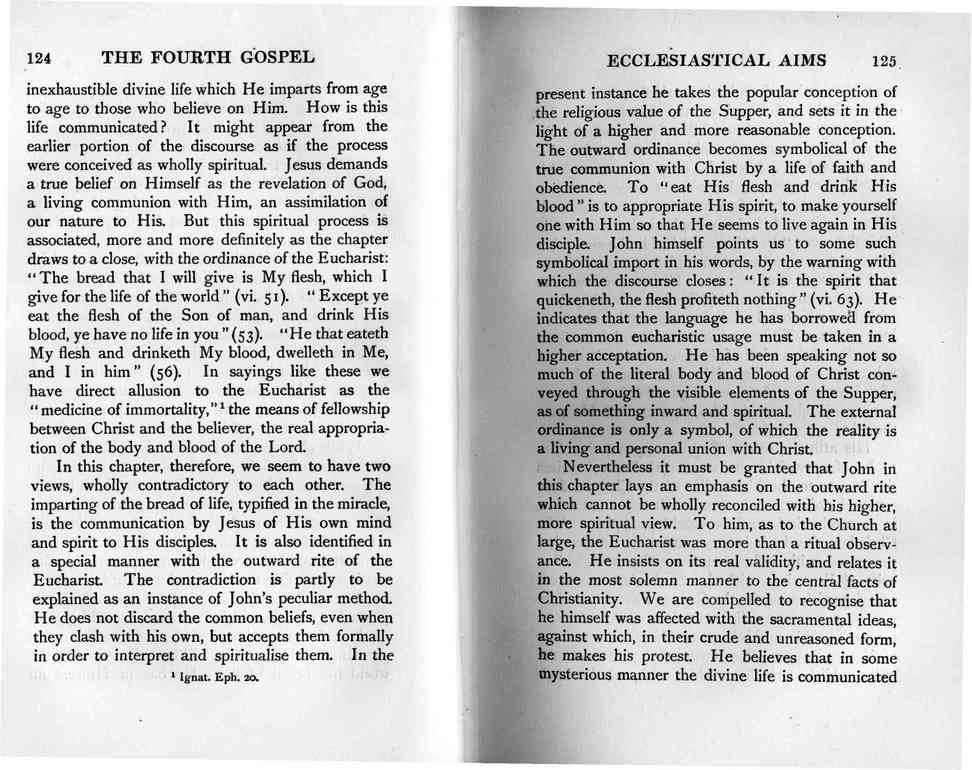 124 THE FOURTH GOSPEL
inexhaustible divine life which He imparts from age
to age to those who believe on Him. How is this
life communicated? It might appear from the
earlier portion of the discourse as if the process
were conceived as wholly spiritual. Jesus demands
a true belief on Himself as the revelation of God,
a living communion with Him, an assimilation of
our nature to His. But this spiritual process is
associated, more and more definitely as the chapter
draws to a close, with the ordinance of the Eucharist:
“The bread that I will give is My flesh, which I
give for the life of the world” (vi. 51). “Except ye
eat the flesh of the Son of man, and drink His
blood, ye have no life in you” (53). “He that eateth
My flesh and drinketh My blood, dwelleth in Me,
and I in him” (56). In sayings like these we
have direct allusion to the Eucharist as the
“medicine of immortality,”¹ the means of fellowship
between Christ and the believer, the real appropria-
tion of the body and blood of the Lord.
In this chapter, therefore, we seem to have two
views, wholly contradictory to each other. The
imparting of the bread of life, typified in the miracle,
is the communication by Jesus of His own mind
and spirit to His disciples. It is also identified in
a special manner with the outward rite of the
Eucharist. The contradiction is partly to be
explained as an instance of John's peculiar method.
He does not discard the common beliefs, even when
they clash with his own, but accepts them formally
in order to interpret and spiritualise them. In the
¹ Ignat. Eph. 20.
ECCLESIASTICAL AIMS 125
present instance he takes the popular conception of
the religious value of the Supper, and sets it in the
light of a higher and more reasonable conception.
The outward ordinance becomes symbolical of the
true communion with Christ by a life of faith and
obedience. To “eat His flesh and drink His
blood” is to appropriate His spirit, to make yourself
one with Him so that He seems to live again in His
disciple. John himself points us to some such
symbolical import in his words, by the warning with
which the discourse closes: “It is the spirit that
quickeneth, the flesh profiteth nothing” (vi. 63). He
indicates that the language he has borrowed from
the common eucharistic usage must be taken in a
higher acceptation. He has been speaking not so
much of the literal body and blood of Christ con-
veyed through the visible elements of the Supper,
as of something inward and spiritual. The external
ordinance is only a symbol, of which the reality is
a living and personal union with Christ.
Nevertheless it must be granted that John in
this chapter lays an emphasis on the outward rite
which cannot be wholly reconciled with his higher,
more spiritual view. To him, as to the Church at
large, the Eucharist was more than a ritual observ-
ance. He insists on its real validity, and relates it
in the most solemn manner to the central facts of
Christianity. We are compelled to recognise that
he himself was affected with the sacramental ideas,
against which, in their crude and unreasoned form,
he makes his protest. He believes that in some
mysterious manner the divine life is communicated